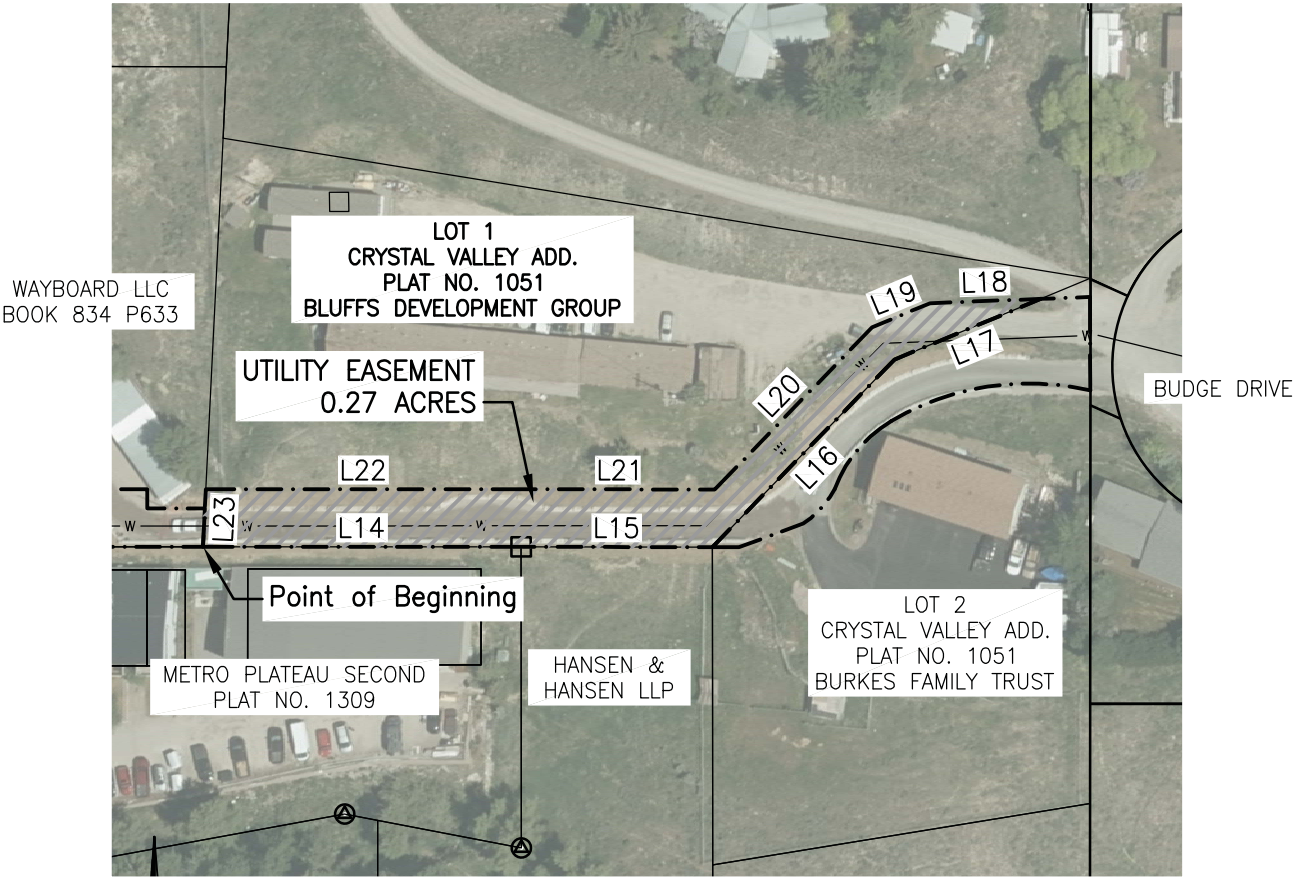 LOT 1
CRYSTAL VALLEY ADD.
PLAT NO. 1051
BLUFFS DEVELOPMENT GROUP
WAYBOARD LLC
BOOK 834 P633
L18
L19
L17
W
W
BUDGE DRIVE
UTILITY EASEMENT
0.27 ACRES
L20
W
L16
L22
L21
L23
W
W
L14
W
L15
Point of Beginning
LOT 2
CRYSTAL VALLEY ADD.
PLAT NO. 1051
BURKES FAMILY TRUST
HANSEN &
HANSEN LLP
METRO PLATEAU SECOND
PLAT NO. 1309